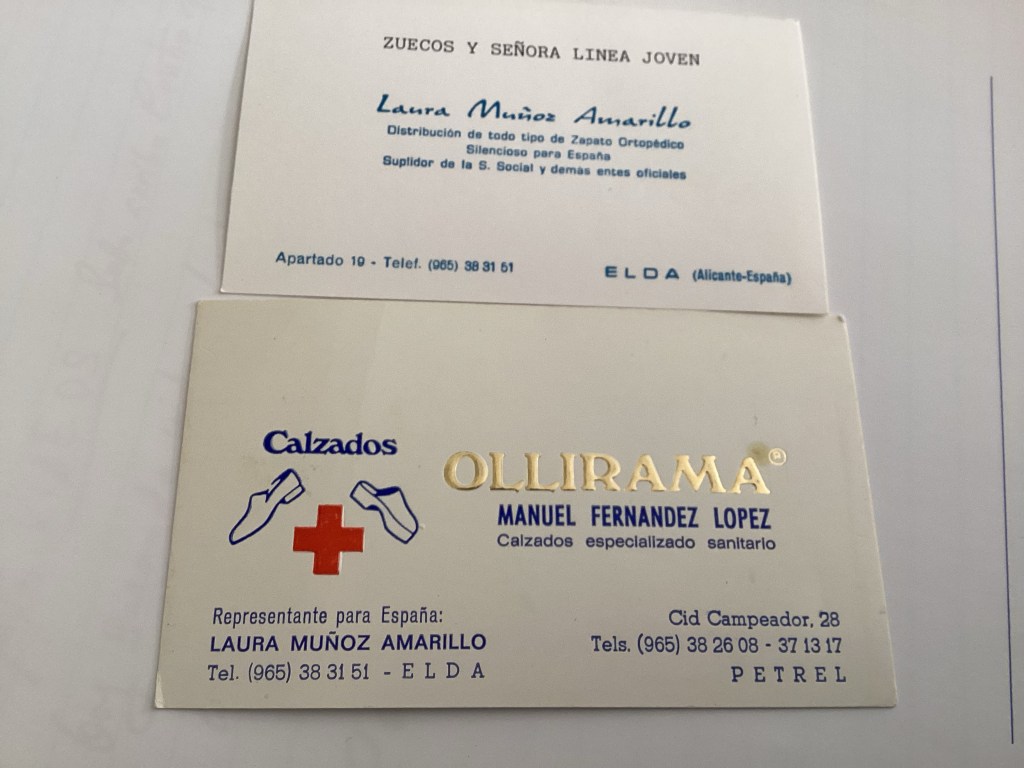 ZUECOS Y SEÑORA LINEA JOVEN
Laura Muñoz Amarillo
Distribución de todo tipo de Zapato Ortopédico
Silencioso para España
Suplidor de la S. Social y demás entes oficiales
Apartado 19 - Telef. (965) 38 31 51
ELDA (Alicante-España)
Calzados
OLLIRAMA®
MANUEL FERNANDEZ LOPEZ
Calzados especializado sanitario
Representante para España:
LAURA MUÑOZ AMARILLO
Tel. (965) 38 31 51 - ELDA
Cid Campeador, 28
Tels. (965) 38 26 08 - 37 13 17
PETREL